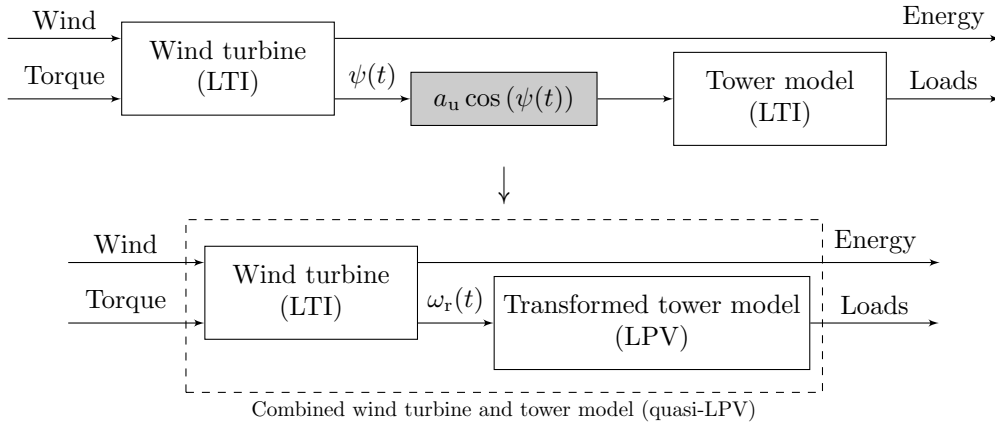 Wind
Energy
Wind turbine
(LTI)
Torque
ψ(t)
a_u cos (ψ(t))
Tower model
(LTI)
Loads
Wind
Energy
Wind turbine
(LTI)
Torque
ω_r(t)
Transformed tower model
(LPV)
Loads
Combined wind turbine and tower model (quasi-LPV)